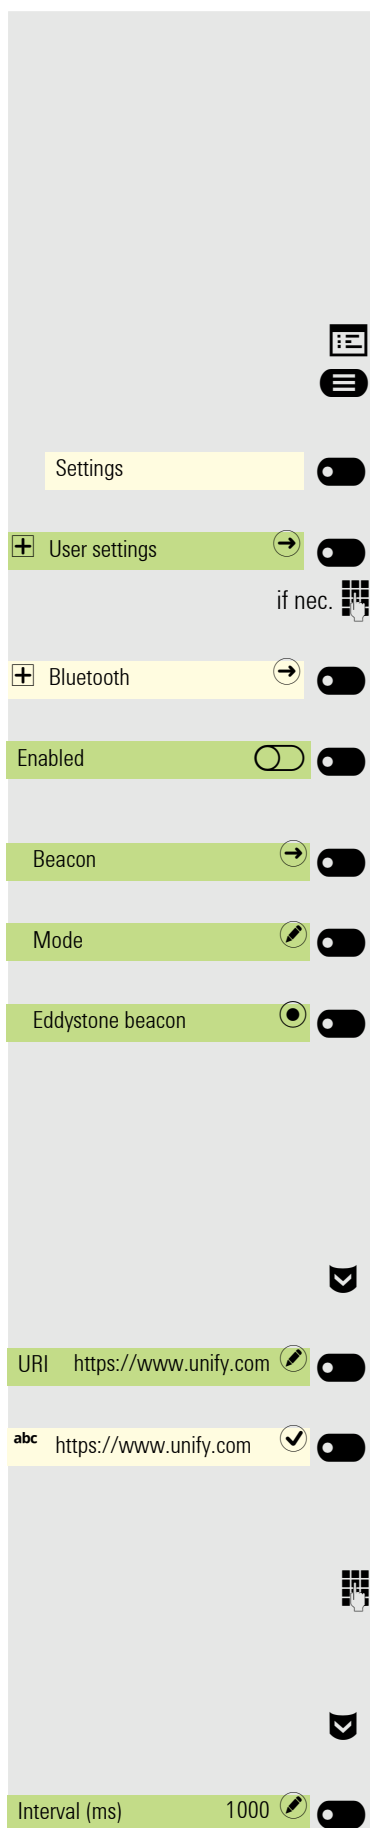 Settings
User settings
if nec.
Bluetooth
Enabled
Beacon
Mode
Eddystone beacon
URI https://www.unify.com
abc https://www.unify.com
Interval (ms) 1000